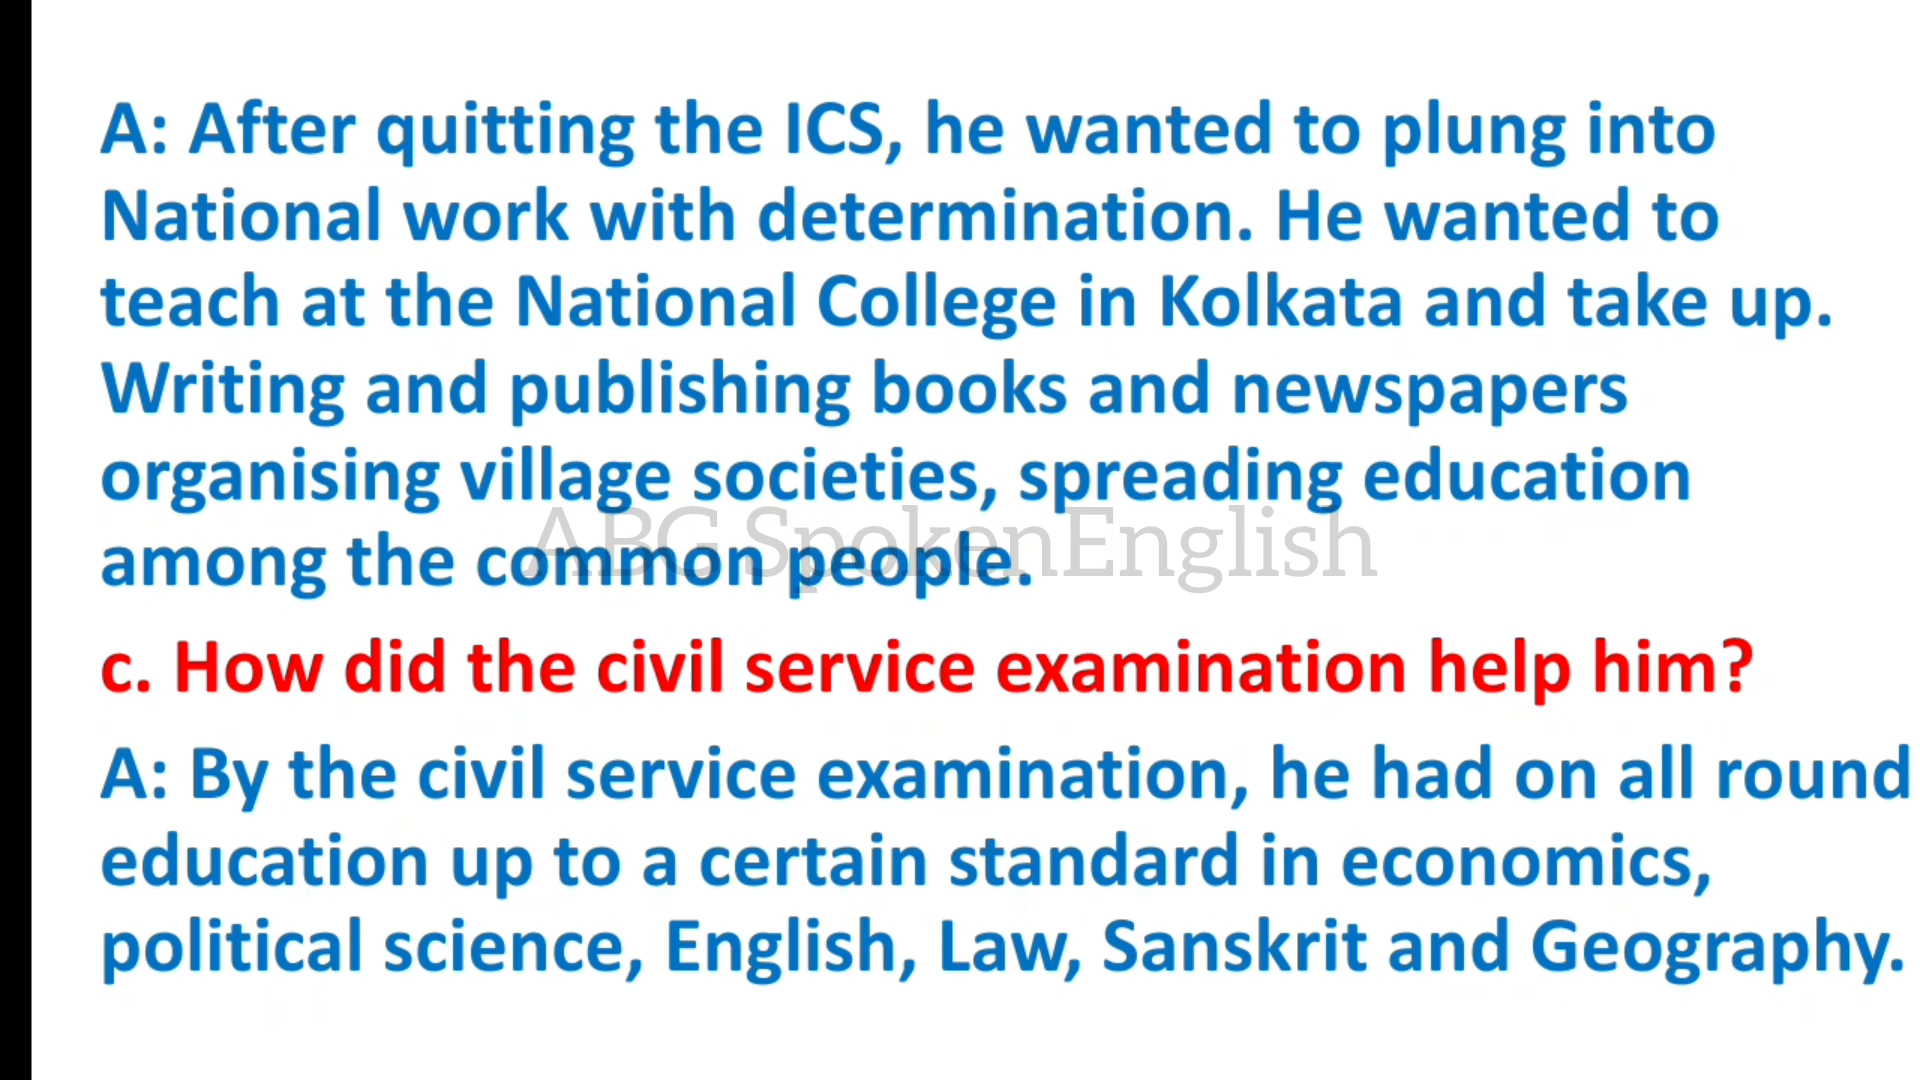 A: After quitting the ICS, he wanted to plung into
National work with determination. He wanted to
teach at the National College in Kolkata and take up.
Writing and publishing books and newspapers
organising village societies, spreading education
ABG SpokenEnglish
among the common people.
c. How did the civil service examination help him?
A: By the civil service examination, he had on all round
education up to a certain standard in economics,
political science, English, Law, Sanskrit and Geography.